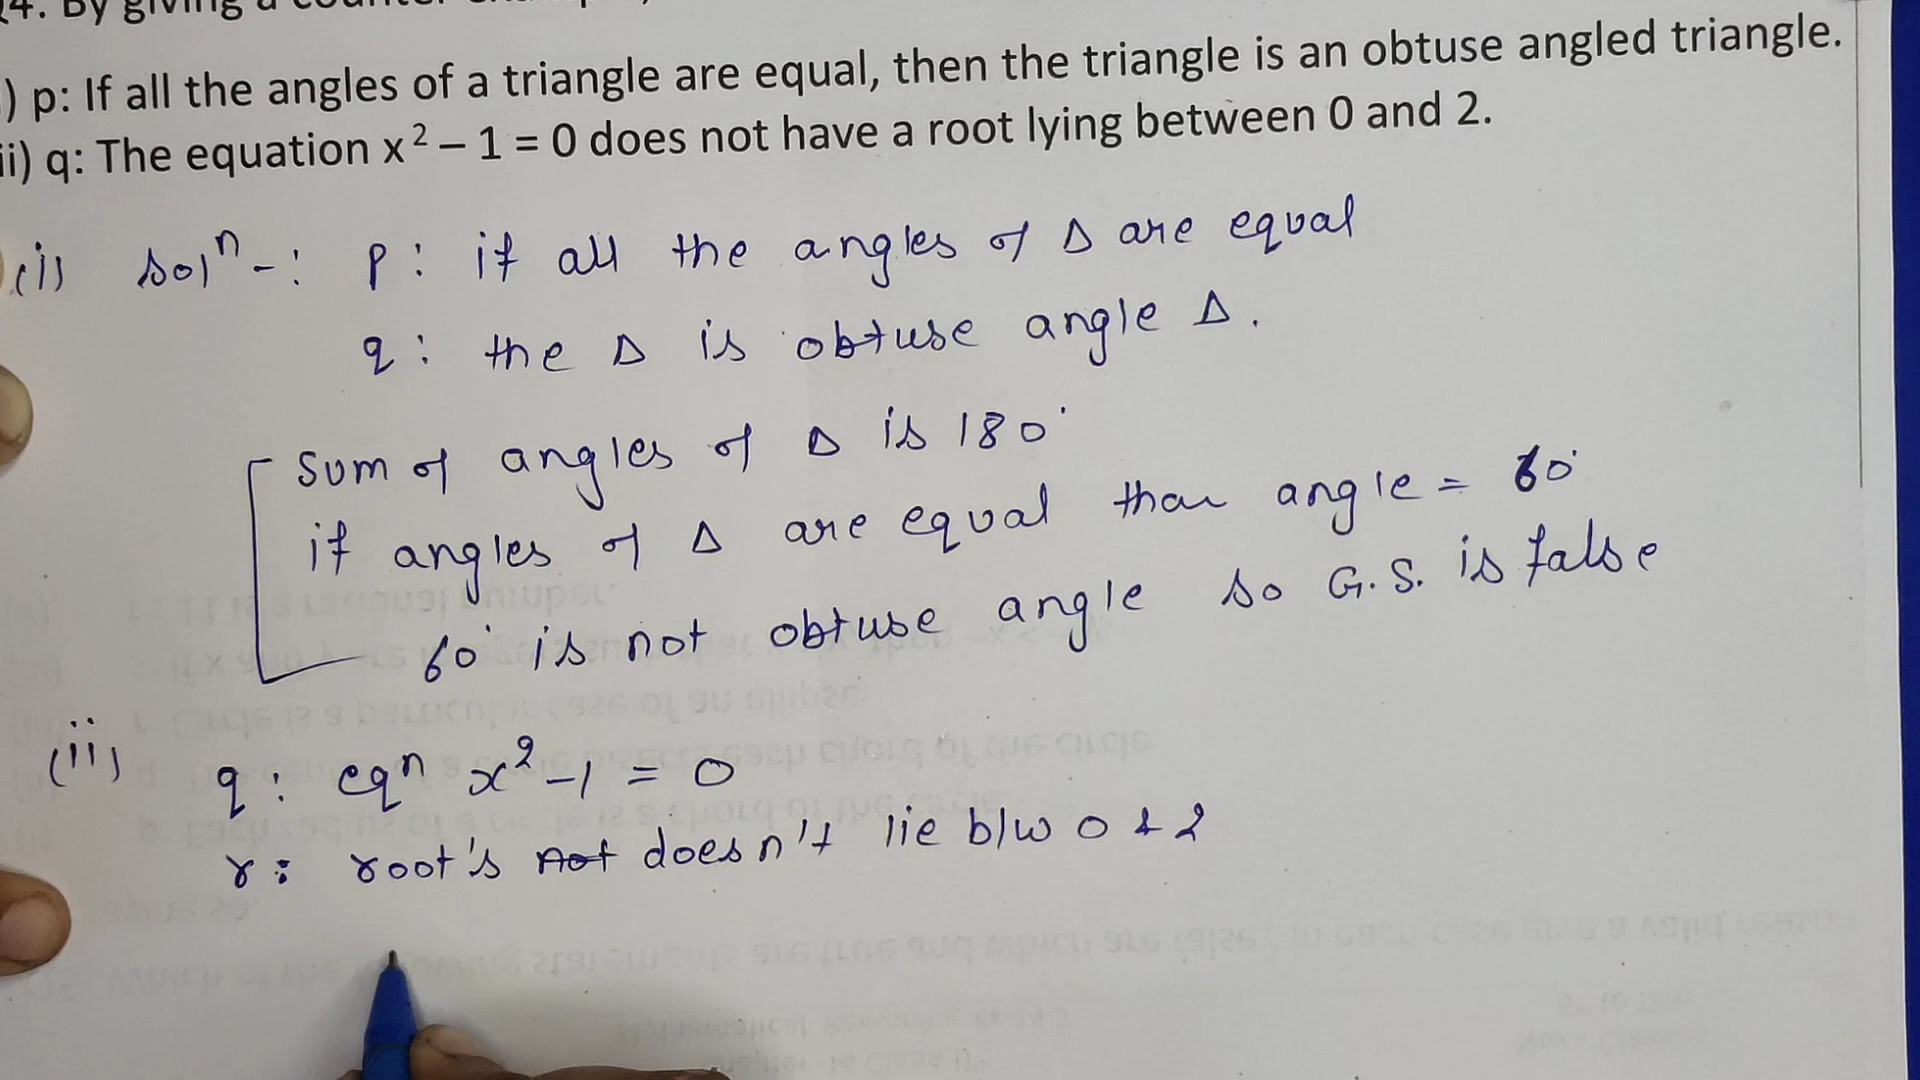 24. By giving a counter
) p: If all the angles of a triangle are equal, then the triangle is an obtuse angled triangle.
ii) q: The equation x² – 1 = 0 does not have a root lying between 0 and 2.
(i) solⁿ -: p: if all the angles of Δ are equal
q: the Δ is obtuse angle Δ.
Sum of angles of Δ is 180°
if angles of Δ are equal than angle = 60°
60° is not obtuse angle so G.S. is false
(ii) q: eqⁿ x²-1 = 0
r: root's not doesn't lie b/w 0 & 2